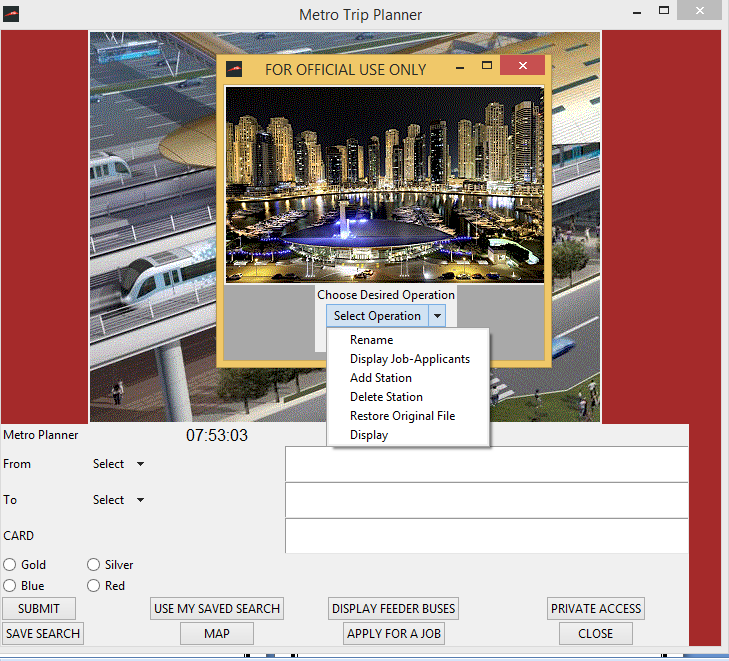 Metro Trip Planner
FOR OFFICIAL USE ONLY
Choose Desired Operation
Select Operation
Rename
Display Job-Applicants
Add Station
Delete Station
Restore Original File
Display
Metro Planner
07:53:03
From
Select
To
Select
CARD
Gold
Silver
Blue
Red
SUBMIT
USE MY SAVED SEARCH
DISPLAY FEEDER BUSES
PRIVATE ACCESS
SAVE SEARCH
MAP
APPLY FOR A JOB
CLOSE